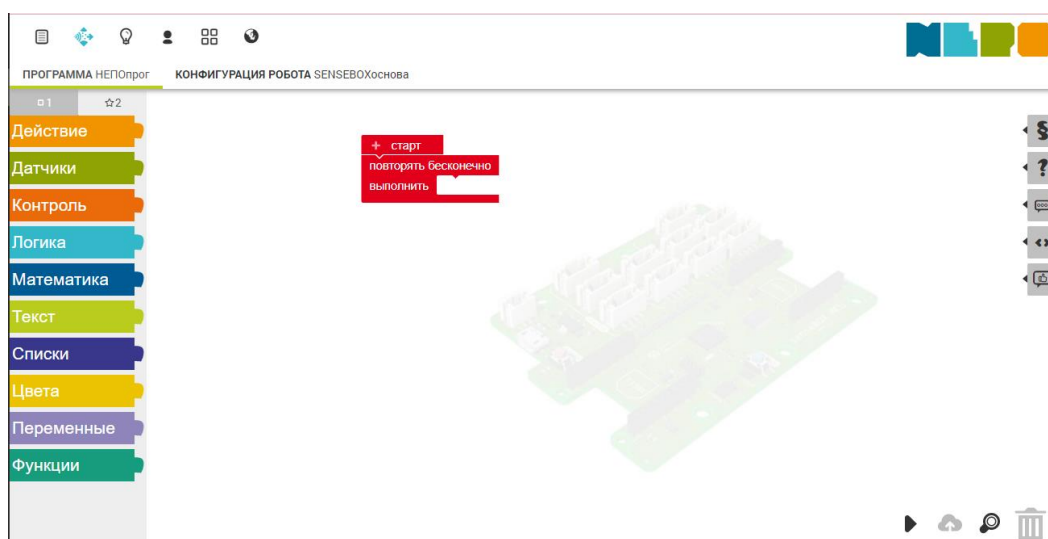 ПРОГРАММА НЕПОпрог КОНФИГУРАЦИЯ РОБОТА SENSEBOXоснова
1 2
Действие
Датчики
Контроль
Логика
Математика
Текст
Списки
Цвета
Переменные
Функции
+ старт
повторять бесконечно
выполнить